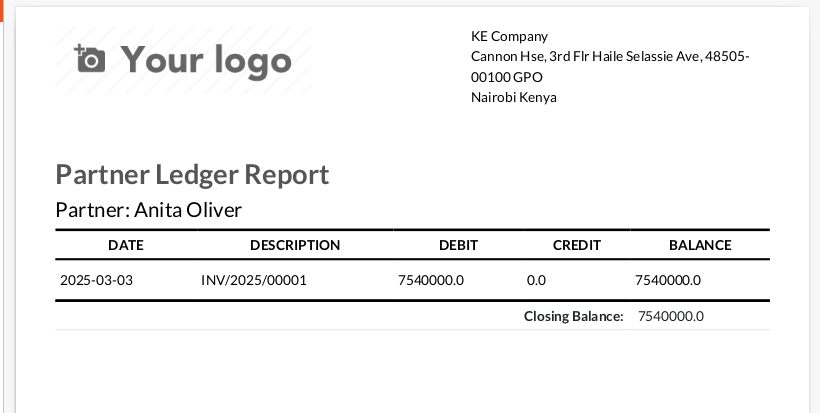 Your logo
KE Company
Cannon Hse, 3rd Flr Haile Selassie Ave, 48505-
00100 GPO
Nairobi Kenya
Partner Ledger Report
Partner: Anita Oliver
DATE DESCRIPTION DEBIT CREDIT BALANCE
2025-03-03 INV/2025/00001 7540000.0 0.0 7540000.0
Closing Balance: 7540000.0